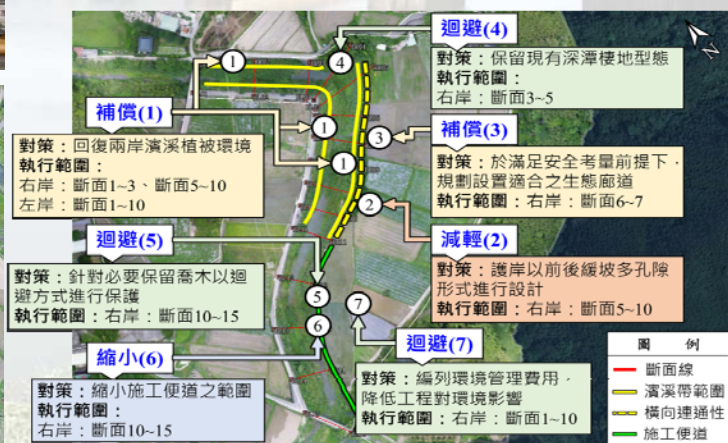 迴避(4)
對策：保留現有深潭棲地型態
執行範圍：
右岸：斷面3~5
補償(1)
對策：回復兩岸濱溪植被環境
執行範圍：
右岸：斷面1~3、斷面5~10
左岸：斷面1~10
補償(3)
對策：於滿足安全考量前提下，
規劃設置適合之生態廊道
執行範圍：右岸：斷面6~7
減輕(2)
對策：護岸以前後緩坡多孔隙
形式進行設計
執行範圍：右岸：斷面5~10
迴避(5)
對策：針對必要保留喬木以迴
避方式進行保護
執行範圍：右岸：斷面10~15
縮小(6)
對策：縮小施工便道之範圍
執行範圍：
右岸：斷面10~15
迴避(7)
對策：編列環境管理費用，
降低工程對環境影響
執行範圍：右岸：斷面1~10
1
4
1
3
1
2
5
7
6
N
圖 例
斷面線
濱溪帶範圍
橫向連通性
施工便道